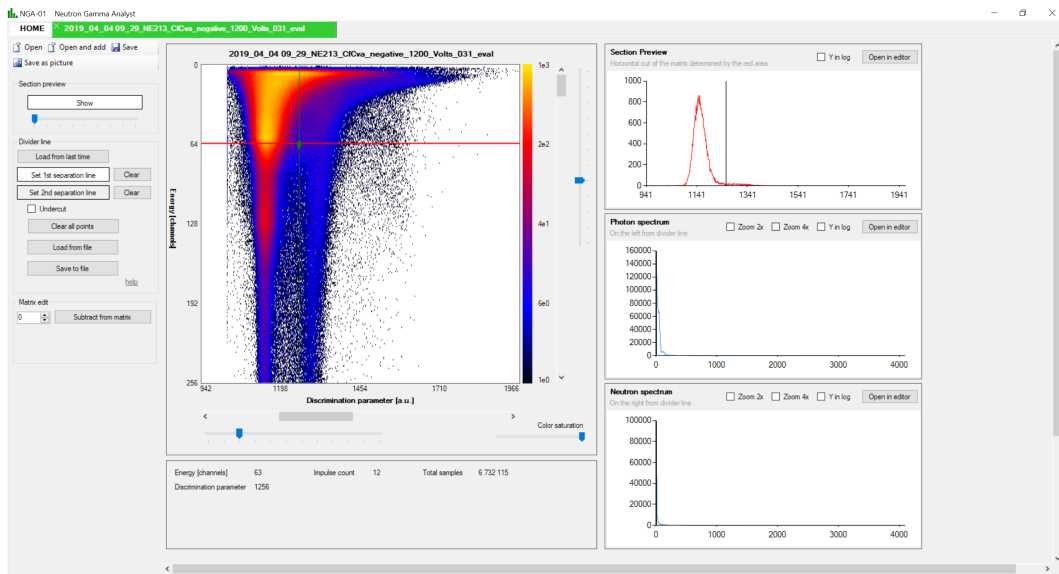 NGA-01 Neutron Gamma Analyst
HOME
2019_04_04 09_29_NE213_CfCva_negative_1200_Volts_031_eval
Open
Open and add
Save
Save as picture
Section preview
Show
Divider line
Load from last time
Set 1st separation line
Clear
Set 2nd separation line
Clear
Undercut
Clear all points
Load from file
Save to file
help
Matrix edit
0
Subtract from matrix
2019_04_04 09_29_NE213_CfCva_negative_1200_Volts_031_eval
Energy [channels]
0
64
128
192
256
942
1198
1454
1710
1966
Discrimination parameter [a.u.]
1e3
2e2
4e1
6e0
1e0
Color saturation
Energy [channels] 63 Impulse count 12 Total samples 6 732 115
Discrimination parameter 1256
Section Preview
Horizontal cut of the matrix determined by the red area
Y in log
Open in editor
1000
800
600
400
200
0
941
1141
1341
1541
1741
1941
Photon spectrum
On the left from divider line
Zoom 2x
Zoom 4x
Y in log
Open in editor
160000
140000
120000
100000
80000
60000
40000
20000
0
0
1000
2000
3000
4000
Neutron spectrum
On the right from divider line
Zoom 2x
Zoom 4x
Y in log
Open in editor
100000
80000
60000
40000
20000
0
0
1000
2000
3000
4000